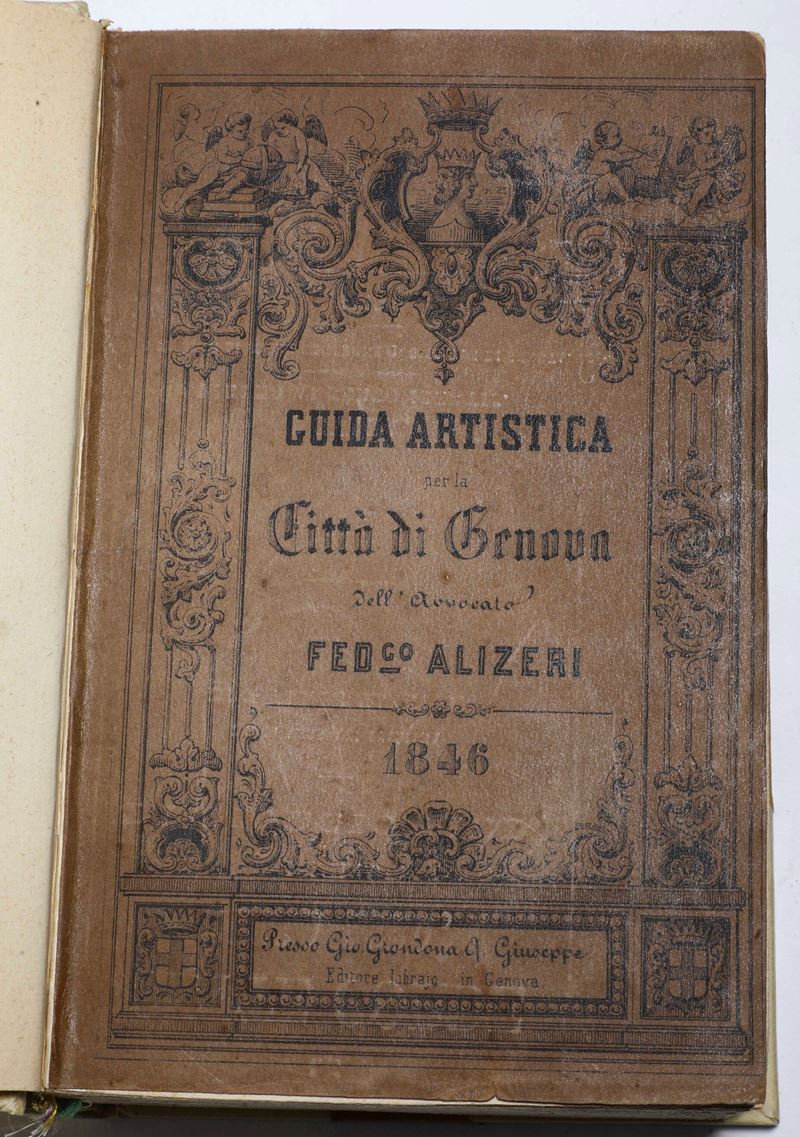 GUIDA ARTISTICA
per la
Città di Genova
dell' Avvocato
FEDco ALIZERI
1846
Presso Gio. Grondona Q. Giuseppe
Editore Librajo in Genova.